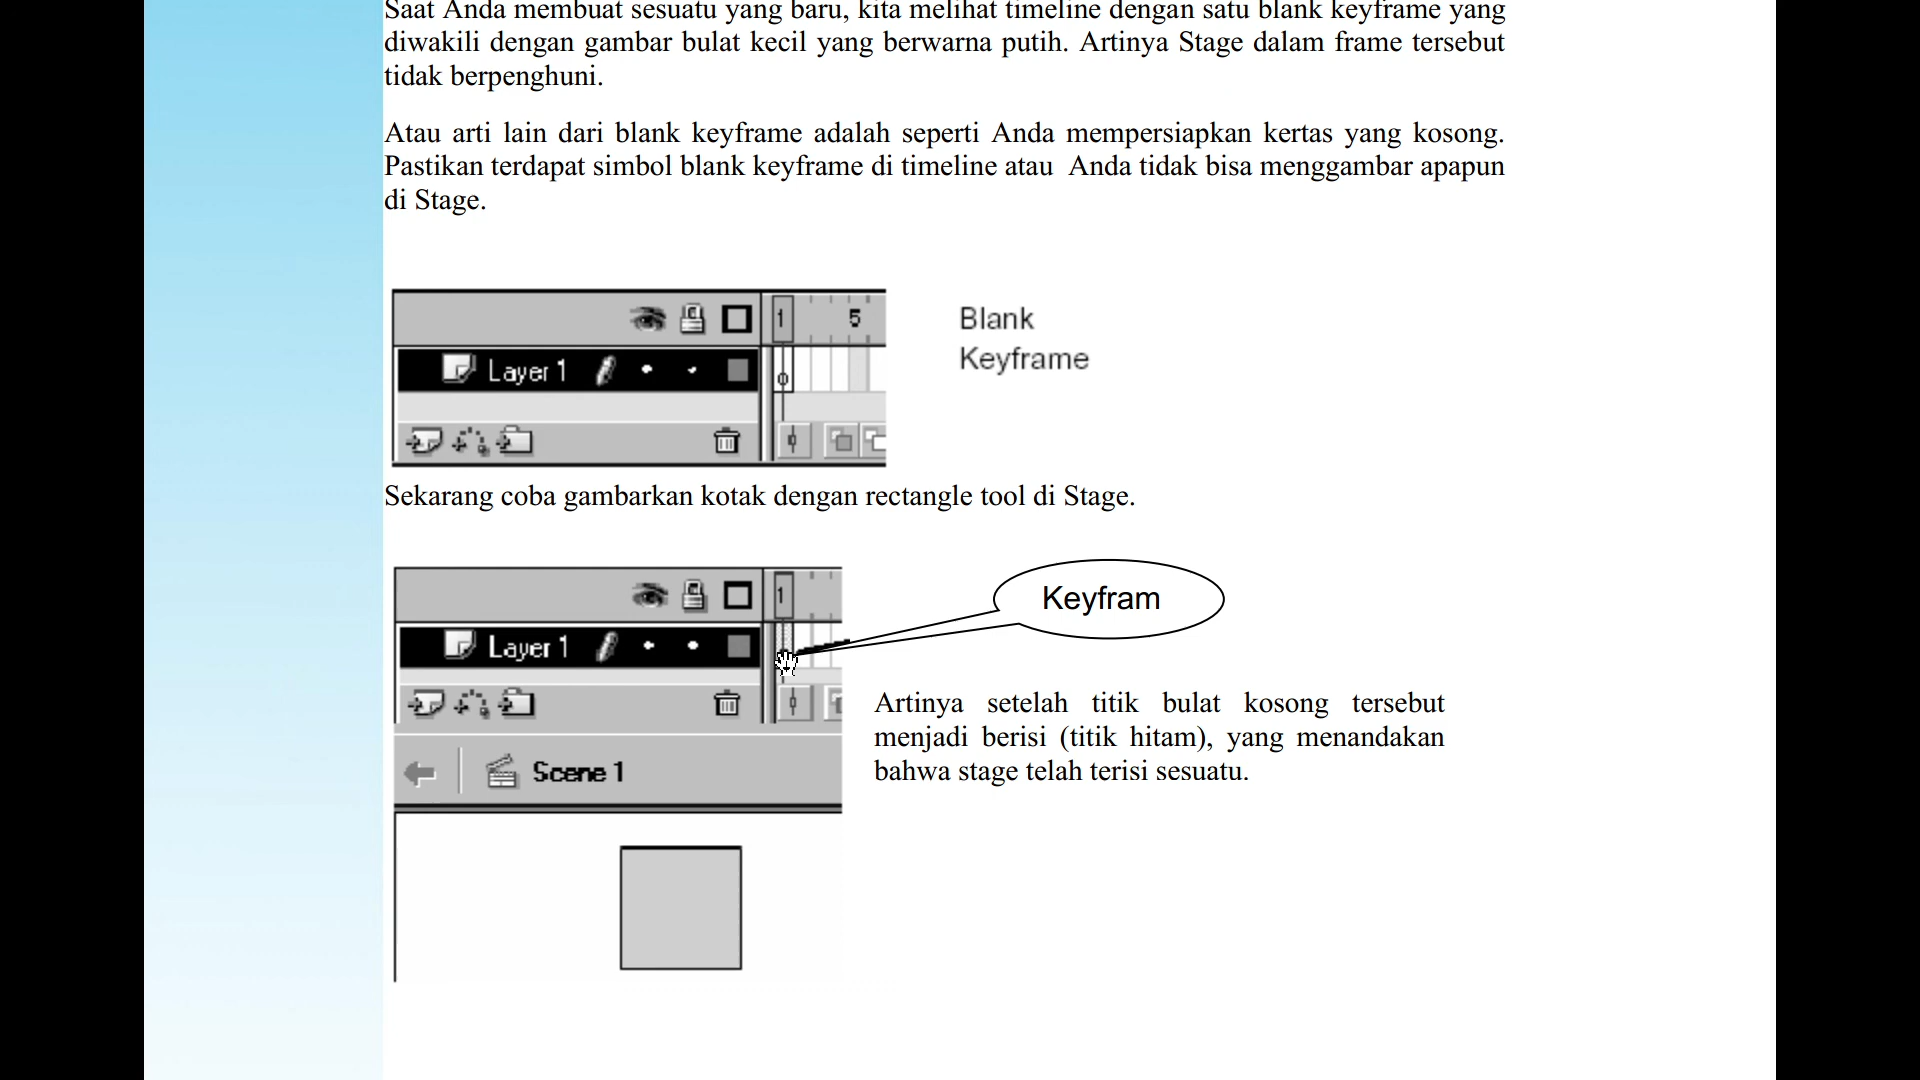 Saat Anda membuat sesuatu yang baru, kita melihat timeline dengan satu blank keyframe yang
diwakili dengan gambar bulat kecil yang berwarna putih. Artinya Stage dalam frame tersebut
tidak berpenghuni.
Atau arti lain dari blank keyframe adalah seperti Anda mempersiapkan kertas yang kosong.
Pastikan terdapat simbol blank keyframe di timeline atau Anda tidak bisa menggambar apapun
di Stage.
1 5
Layer 1
Blank
Keyframe
Sekarang coba gambarkan kotak dengan rectangle tool di Stage.
1
Layer 1
Keyfram
Scene 1
Artinya setelah titik bulat kosong tersebut
menjadi berisi (titik hitam), yang menandakan
bahwa stage telah terisi sesuatu.